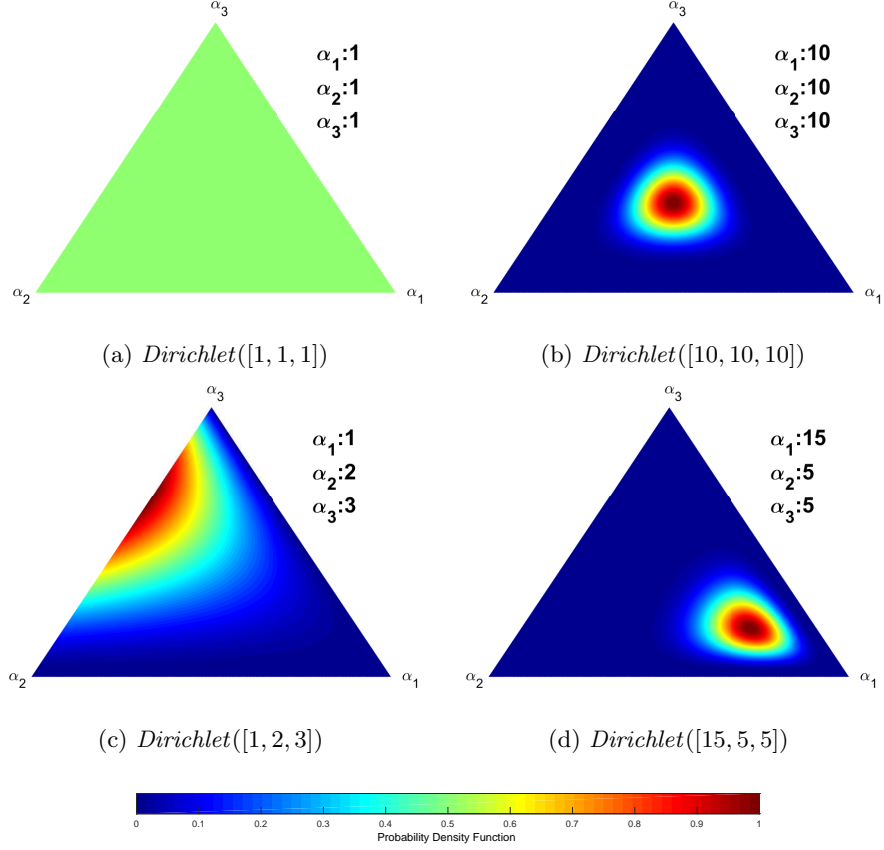 α3
α1:1
α2:1
α3:1
α2
α1
(a) Dirichlet([1, 1, 1])
α3
α1:10
α2:10
α3:10
α2
α1
(b) Dirichlet([10, 10, 10])
α3
α1:1
α2:2
α3:3
α2
α1
(c) Dirichlet([1, 2, 3])
α3
α1:15
α2:5
α3:5
α2
α1
(d) Dirichlet([15, 5, 5])
0 0.1 0.2 0.3 0.4 0.5 0.6 0.7 0.8 0.9 1
Probability Density Function